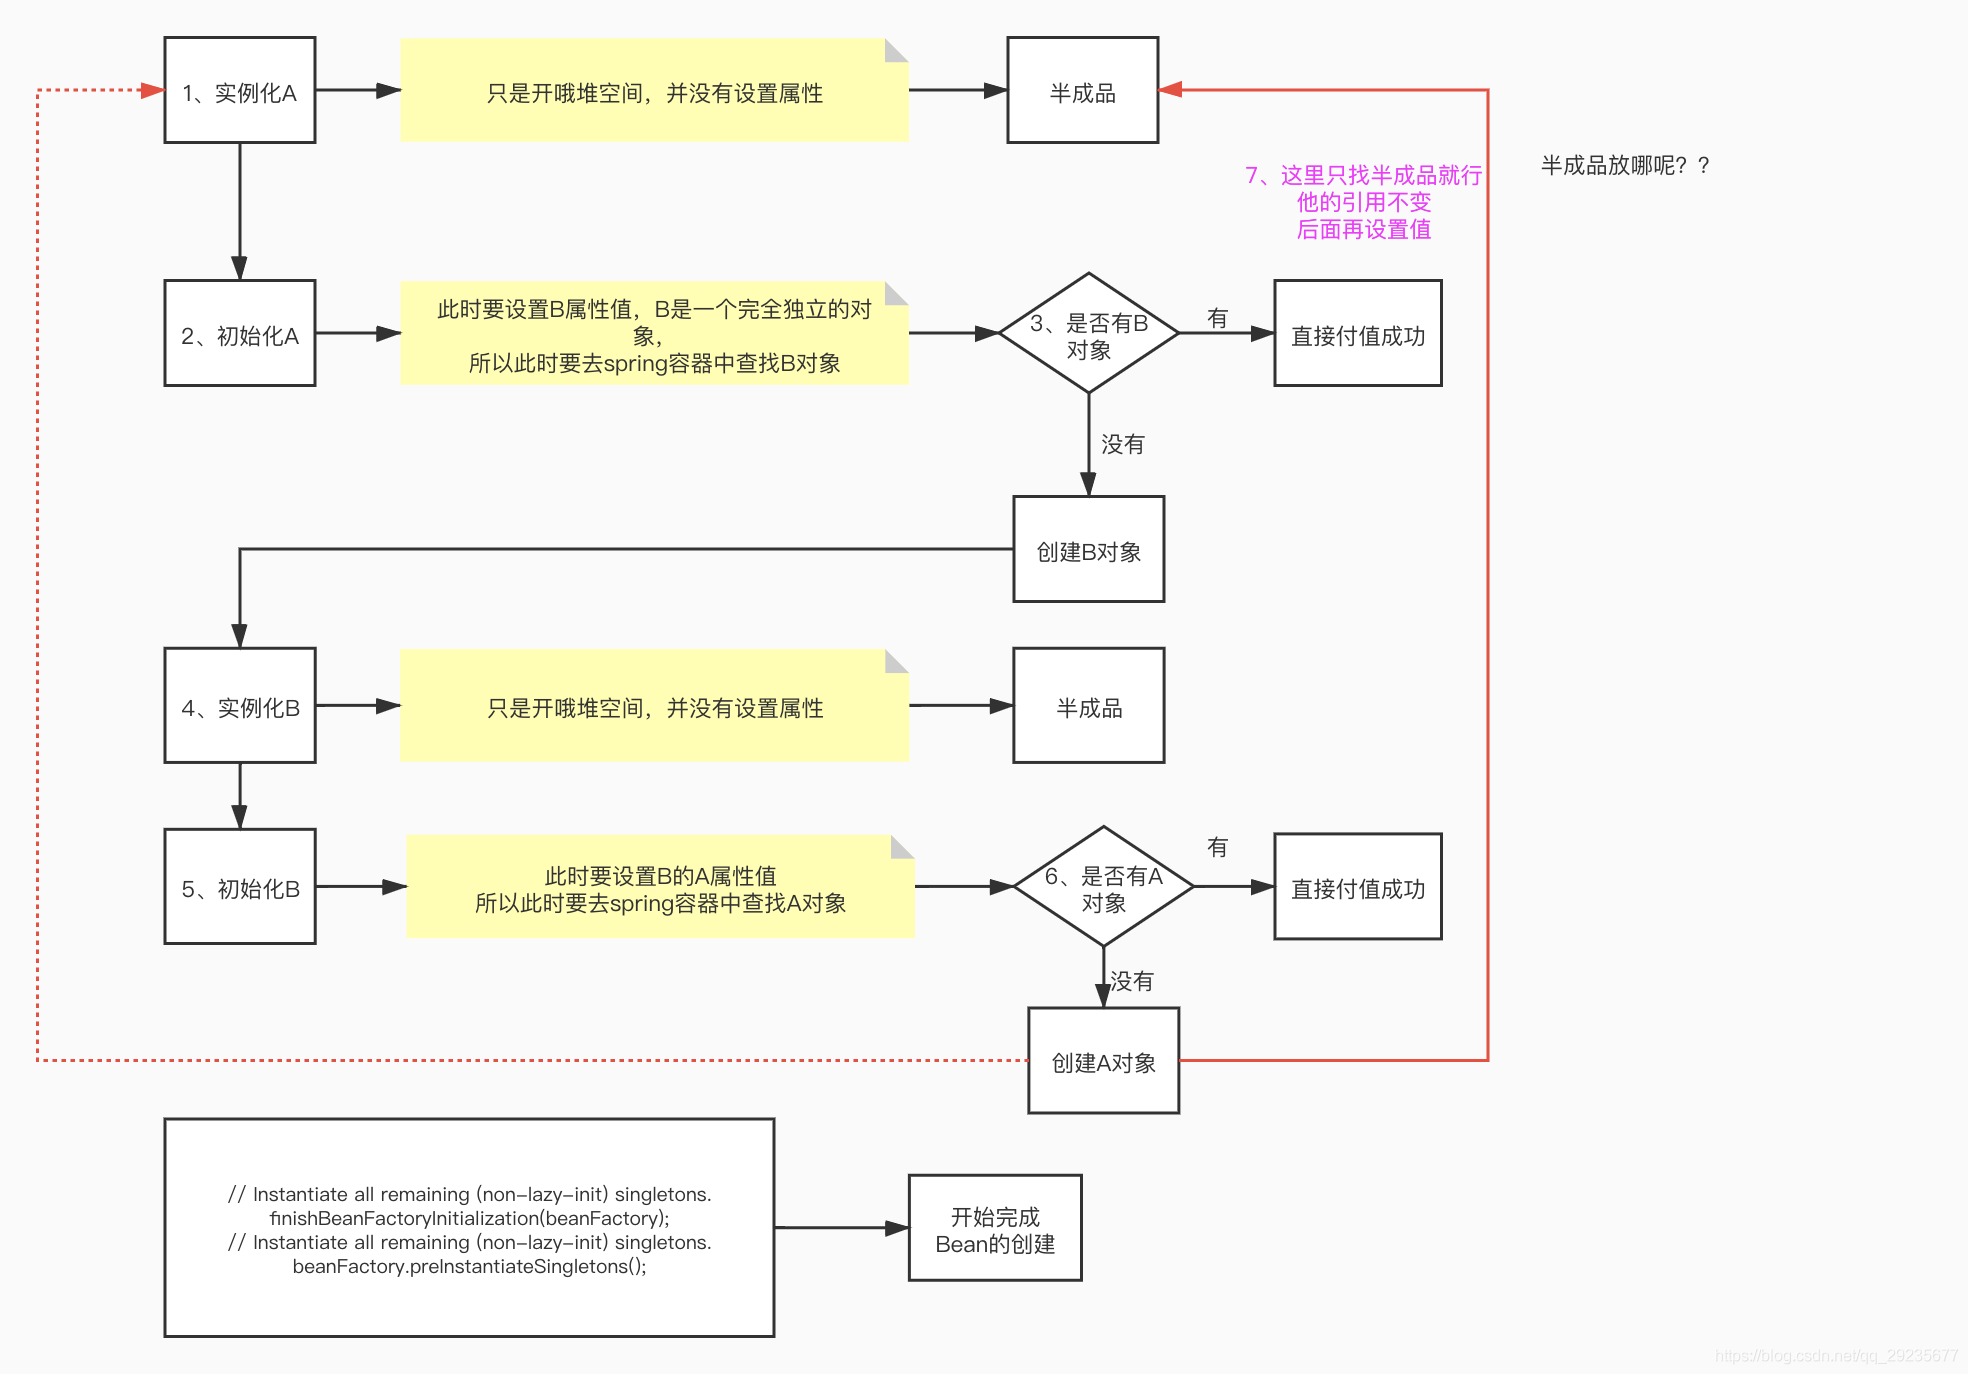 1、实例化A
只是开哦堆空间，并没有设置属性
半成品
7、这里只找半成品就行
他的引用不变
后面再设置值
半成品放哪呢？？
2、初始化A
此时要设置B属性值，B是一个完全独立的对
象，
所以此时要去spring容器中查找B对象
3、是否有B
对象
有
直接付值成功
没有
创建B对象
4、实例化B
只是开哦堆空间，并没有设置属性
半成品
5、初始化B
此时要设置B的A属性值
所以此时要去spring容器中查找A对象
6、是否有A
对象
有
直接付值成功
没有
创建A对象
// Instantiate all remaining (non-lazy-init) singletons.
finishBeanFactoryInitialization(beanFactory);
// Instantiate all remaining (non-lazy-init) singletons.
beanFactory.preInstantiateSingletons();
开始完成
Bean的创建
https://blog.csdn.net/qq_29235677